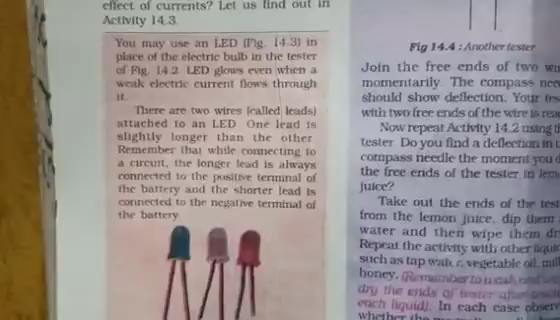 effect of currents? Let us find out in
Activity 14.3.
You may use an LED (Fig. 14.3) in
place of the electric bulb in the tester
of Fig. 14.2. LED glows even when a
weak electric current flows through
it.
There are two wires (called leads)
attached to an LED. One lead is
slightly longer than the other.
Remember that while connecting to
a circuit, the longer lead is always
connected to the positive terminal of
the battery and the shorter lead is
connected to the negative terminal of
the battery.
Fig 14.4 : Another tester
Join the free ends of two
momentarily. The compass
should show deflection. Your
with two free ends of the wire is
Now repeat Activity 14.2 using
tester. Do you find a deflection in
compass needle the moment you
the free ends of the tester in
juice?
Take out the ends of the
from the lemon juice, dip them
water and then wipe them
Repeat the activity with other
such as tap vegetable oil,
honey. (Remember to wash
dry the ends of tester after
each liquid). In each case
whether the